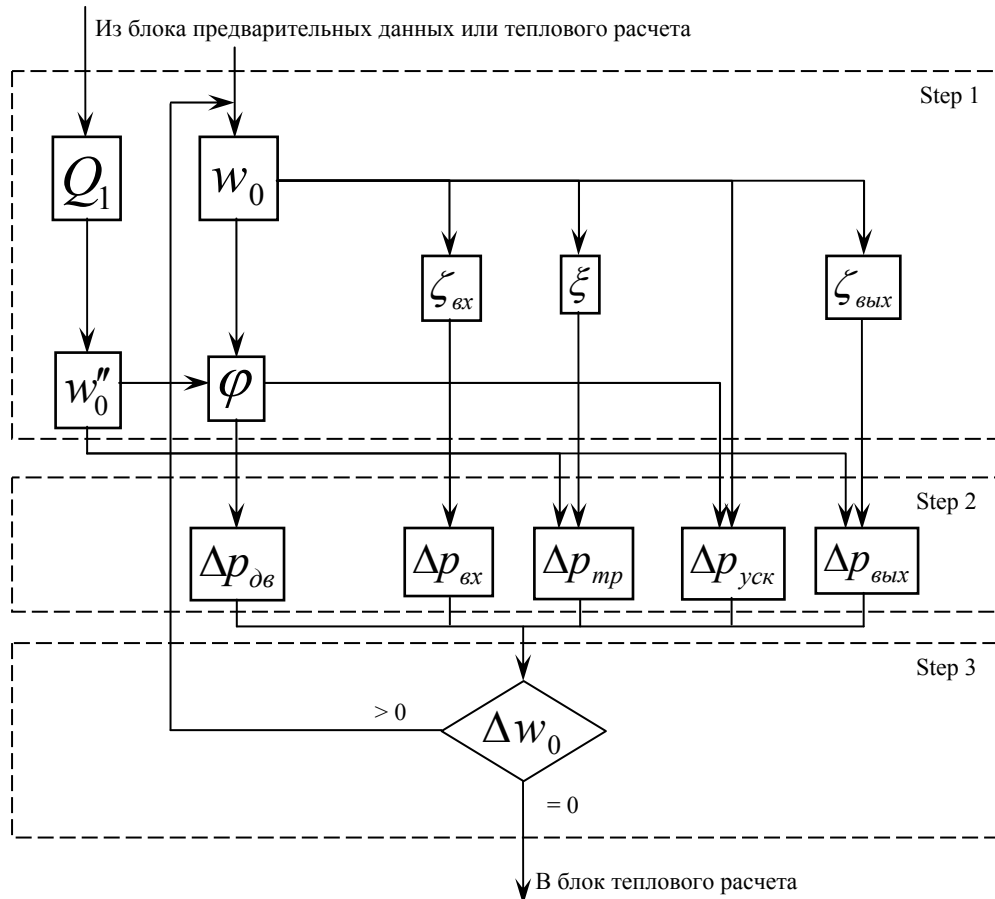 Из блока предварительных данных или теплового расчета
Step 1
Q₁
w₀
ζвх
ξ
ζвых
w₀″
φ
Step 2
Δpдв
Δpвх
Δpтр
Δpуск
Δpвых
Step 3
> 0
Δw₀
= 0
В блок теплового расчета